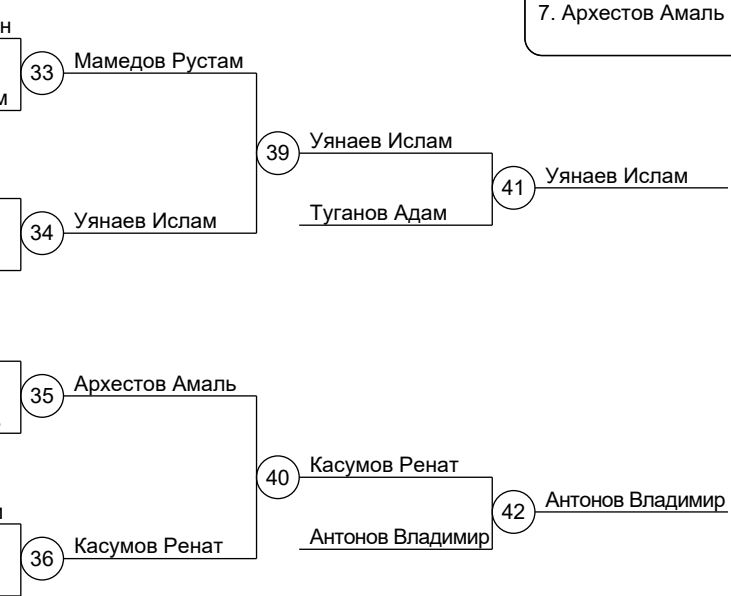 7. Архестов Амаль
н
33
Мамедов Рустам
м
39
Уянаев Ислам
41
Уянаев Ислам
Туганов Адам
34
Уянаев Ислам
35
Архестов Амаль
40
Касумов Ренат
42
Антонов Владимир
Антонов Владимир
36
Касумов Ренат